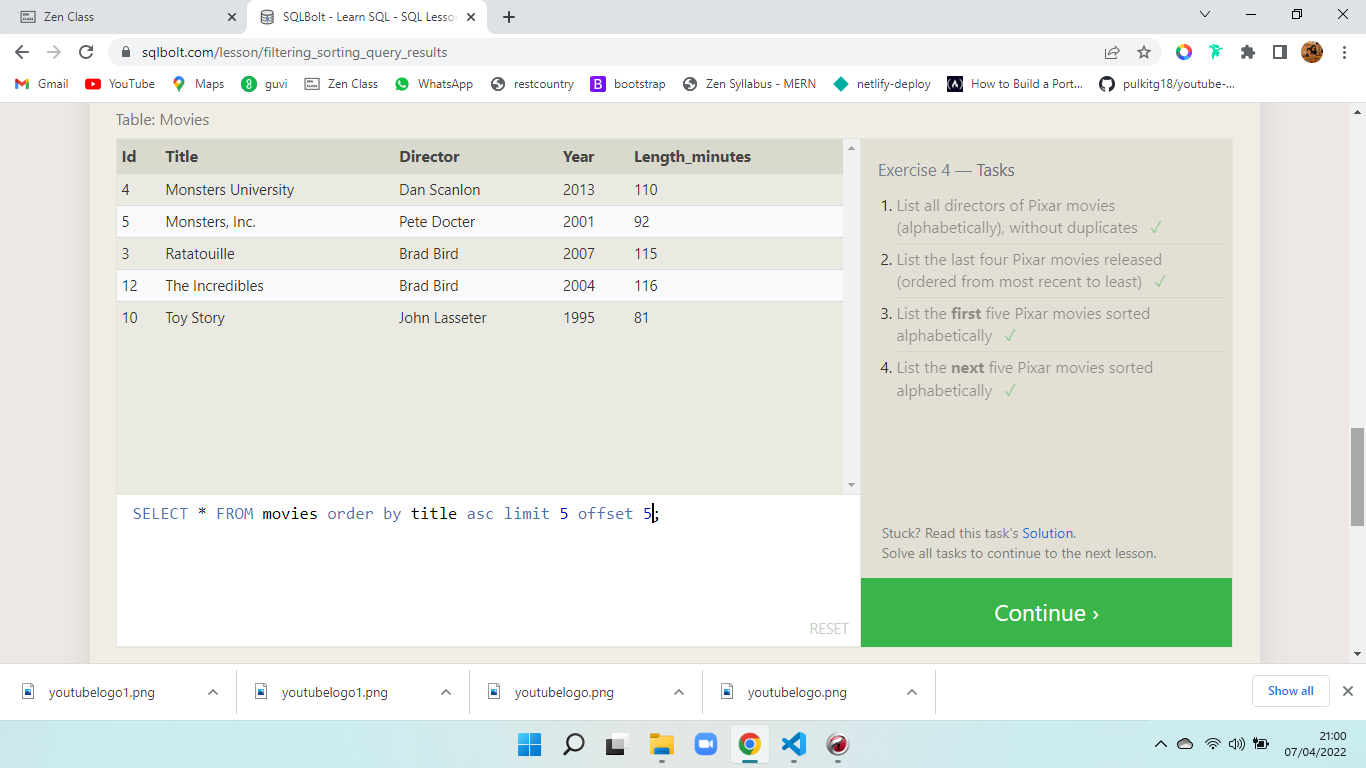 Zen Class
SQLBolt - Learn SQL - SQL Lesson
sqlbolt.com/lesson/filtering_sorting_query_results
Gmail YouTube Maps guvi Zen Class WhatsApp restcountry bootstrap Zen Syllabus - MERN netlify-deploy How to Build a Port... pulkitg18/youtube-...
Table: Movies
Id Title Director Year Length_minutes
4 Monsters University Dan Scanlon 2013 110
5 Monsters, Inc. Pete Docter 2001 92
3 Ratatouille Brad Bird 2007 115
12 The Incredibles Brad Bird 2004 116
10 Toy Story John Lasseter 1995 81
SELECT * FROM movies order by title asc limit 5 offset 5;
RESET
Exercise 4 — Tasks
1. List all directors of Pixar movies
(alphabetically), without duplicates ✓
2. List the last four Pixar movies released
(ordered from most recent to least) ✓
3. List the first five Pixar movies sorted
alphabetically ✓
4. List the next five Pixar movies sorted
alphabetically ✓
Stuck? Read this task's Solution.
Solve all tasks to continue to the next lesson.
Continue ›
youtubelogo1.png youtubelogo1.png youtubelogo.png youtubelogo.png Show all
21:00
07/04/2022